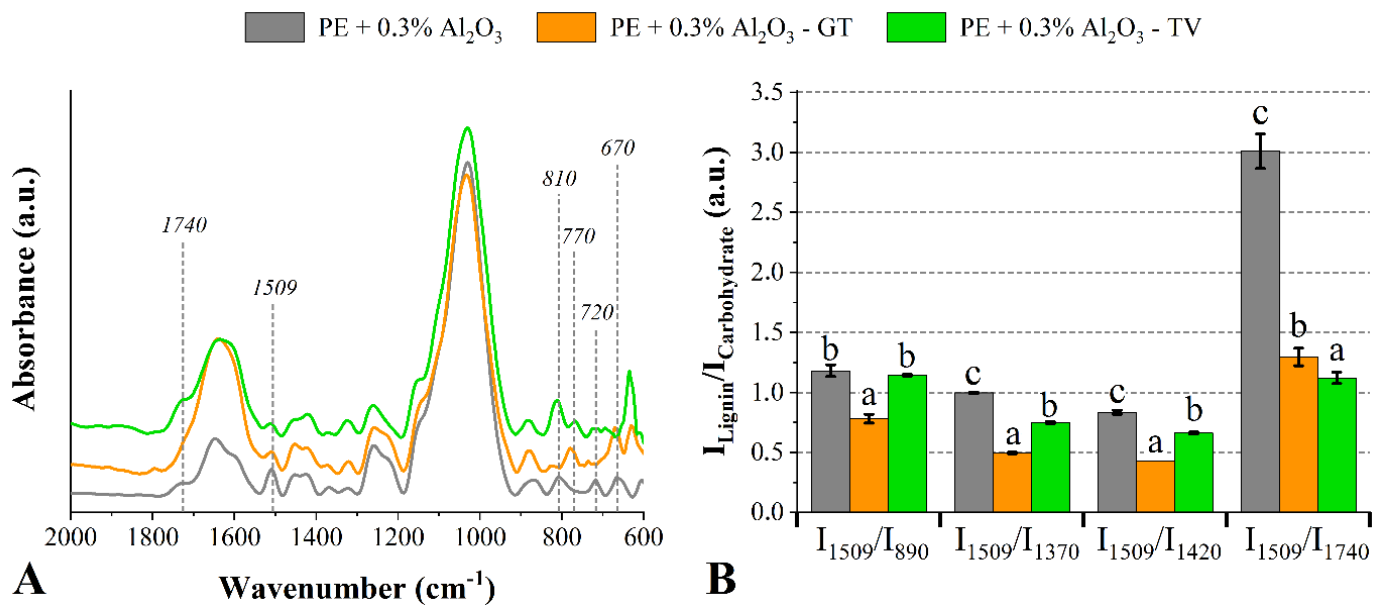 PE + 0.3% Al₂O₃ PE + 0.3% Al₂O₃ - GT PE + 0.3% Al₂O₃ - TV
Absorbance (a.u.)
1740
1509
810
770
720
670
2000 1800 1600 1400 1200 1000 800 600
Wavenumber (cm⁻¹)
A
I_Lignin/I_Carbohydrate (a.u.)
3.5
3.0
2.5
2.0
1.5
1.0
0.5
0.0
b a b
c a b
c a b
c b a
I₁₅₀₉/I₈₉₀ I₁₅₀₉/I₁₃₇₀ I₁₅₀₉/I₁₄₂₀ I₁₅₀₉/I₁₇₄₀
B